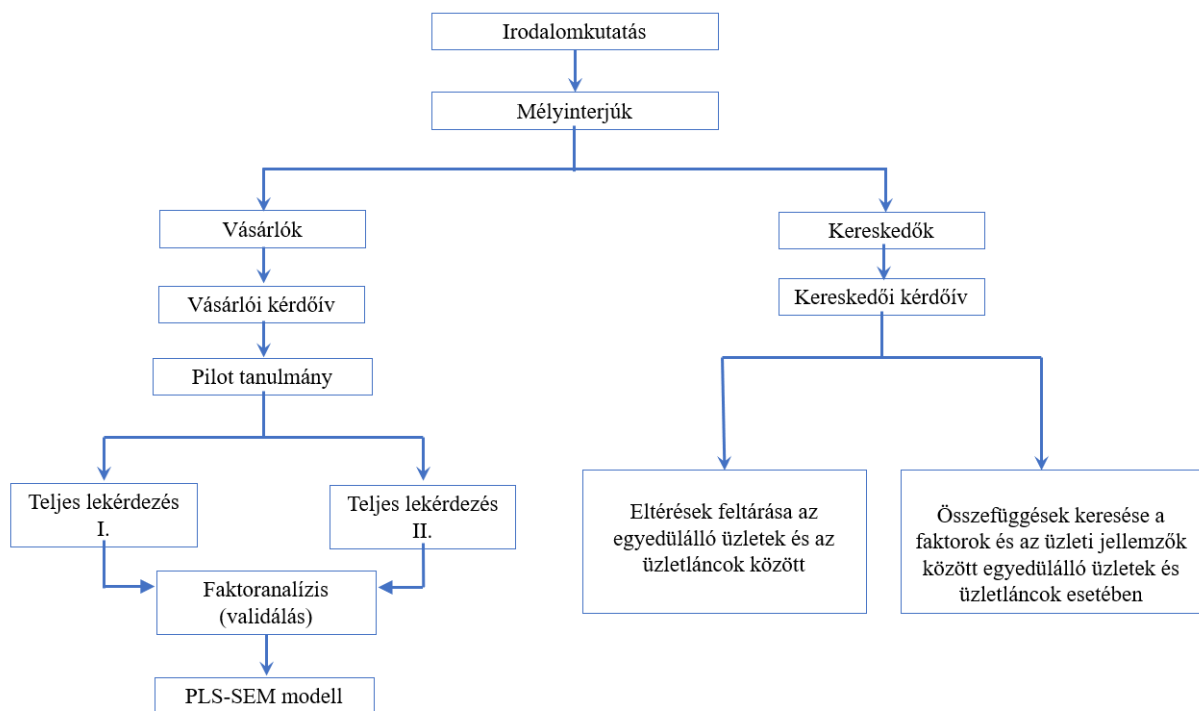 Irodalomkutatás
Mélyinterjúk
Vásárlók
Kereskedők
Vásárlói kérdőív
Kereskedői kérdőív
Pilot tanulmány
Teljes lekérdezés
I.
Teljes lekérdezés
II.
Eltérések feltárása az
egyedülálló üzletek és az
üzletláncok között
Összefüggések keresése a
faktorok és az üzleti jellemzők
között egyedülálló üzletek és
üzletláncok esetében
Faktoranalízis
(validálás)
PLS-SEM modell